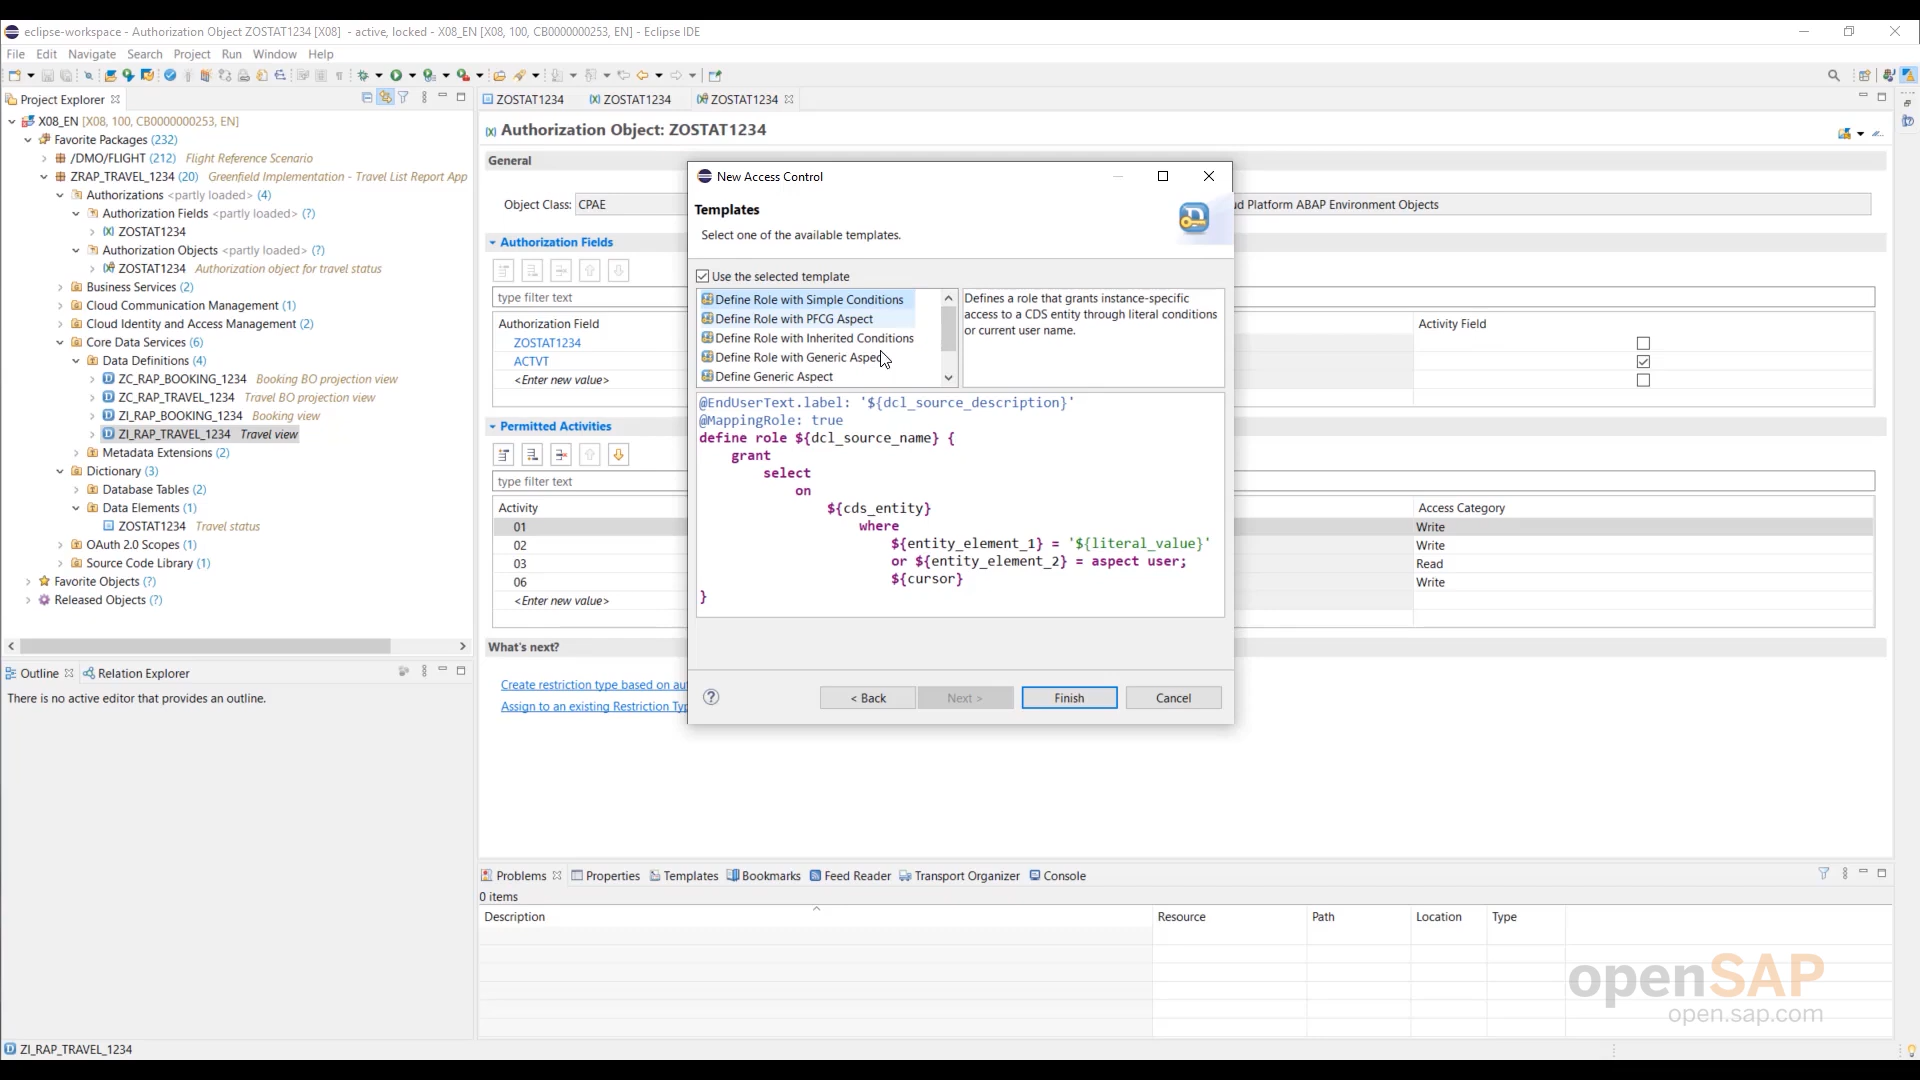 eclipse-workspace - Authorization Object ZOSTAT1234 [X08] - active, locked - X08_EN [X08, 100, CB0000000253, EN] - Eclipse IDE
File Edit Navigate Search Project Run Window Help
Project Explorer
X08_EN [X08, 100, CB0000000253, EN]
Favorite Packages (232)
/DMO/FLIGHT (212) Flight Reference Scenario
ZRAP_TRAVEL_1234 (20) Greenfield Implementation - Travel List Report App
Authorizations <partly loaded> (4)
Authorization Fields <partly loaded> (?)
ZOSTAT1234
Authorization Objects <partly loaded> (?)
ZOSTAT1234 Authorization object for travel status
Business Services (2)
Cloud Communication Management (1)
Cloud Identity and Access Management (2)
Core Data Services (6)
Data Definitions (4)
ZC_RAP_BOOKING_1234 Booking BO projection view
ZC_RAP_TRAVEL_1234 Travel BO projection view
ZI_RAP_BOOKING_1234 Booking view
ZI_RAP_TRAVEL_1234 Travel view
Metadata Extensions (2)
Dictionary (3)
Database Tables (2)
Data Elements (1)
ZOSTAT1234 Travel status
OAuth 2.0 Scopes (1)
Source Code Library (1)
Favorite Objects (?)
Released Objects (?)
Outline Relation Explorer
There is no active editor that provides an outline.
ZI_RAP_TRAVEL_1234
ZOSTAT1234 ZOSTAT1234 ZOSTAT1234
Authorization Object: ZOSTAT1234
General
Object Class: CPAE
ud Platform ABAP Environment Objects
Authorization Fields
type filter text
Authorization Field Activity Field
ZOSTAT1234
ACTVT
<Enter new value>
Permitted Activities
type filter text
Activity Access Category
01 Write
02 Write
03 Read
06 Write
<Enter new value>
What's next?
Create restriction type based on au
Assign to an existing Restriction Typ
New Access Control
Templates
Select one of the available templates.
Use the selected template
Define Role with Simple Conditions
Define Role with PFCG Aspect
Define Role with Inherited Conditions
Define Role with Generic Aspec
Define Generic Aspect
Defines a role that grants instance-specific
access to a CDS entity through literal conditions
or current user name.
@EndUserText.label: '${dcl_source_description}'
@MappingRole: true
define role ${dcl_source_name} {
grant
select
on
${cds_entity}
where
${entity_element_1} = '${literal_value}'
or ${entity_element_2} = aspect user;
${cursor}
}
< Back Next > Finish Cancel
Problems Properties Templates Bookmarks Feed Reader Transport Organizer Console
0 items
Description Resource Path Location Type
openSAP
open.sap.com